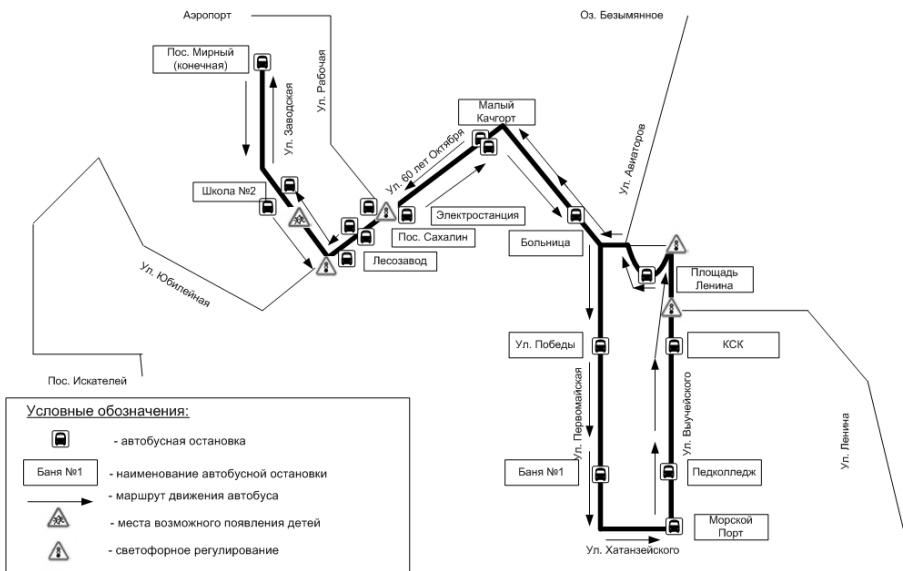 Аэропорт
Оз. Безымянное
Пос. Мирный
(конечная)
Ул. Заводская
Ул. Рабочая
Малый
Качгорт
Ул. 60 лет Октября
Ул. Авиаторов
Школа №2
Электростанция
Пос. Сахалин
Больница
Лесозавод
Ул. Юбилейная
Площадь
Ленина
Ул. Победы
КСК
Пос. Искателей
Ул. Первомайская
Ул. Выучейского
Ул. Ленина
Баня №1
Педколледж
Морской
Порт
Ул. Хатанзейского
Условные обозначения:
- автобусная остановка
Баня №1
- наименование автобусной остановки
- маршрут движения автобуса
- места возможного появления детей
- светофорное регулирование